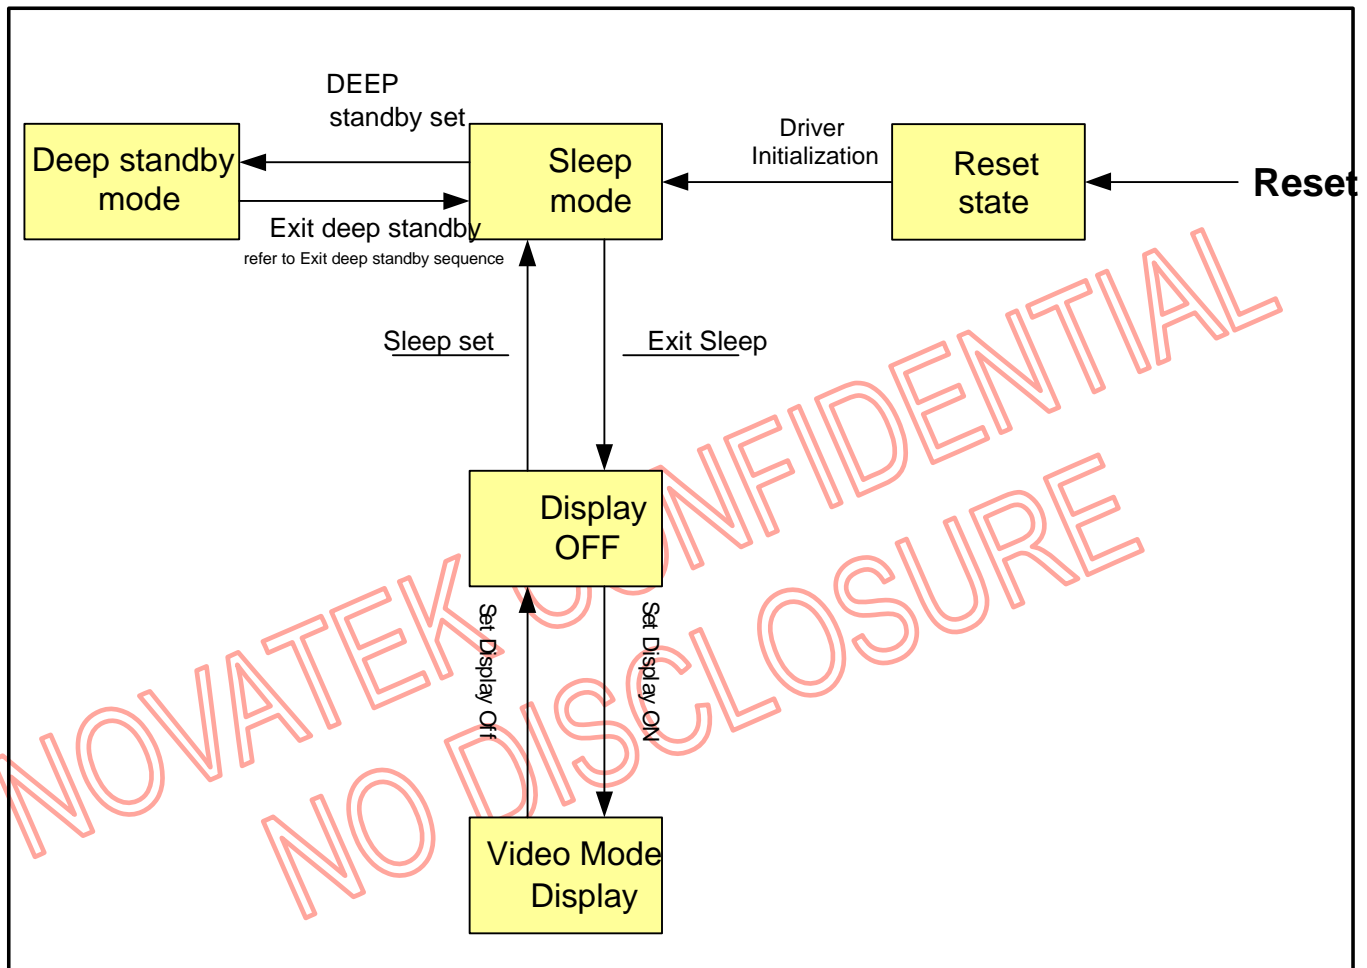 DEEP
standby set
Deep standby
mode
Sleep
mode
Driver
Initialization
Reset
state
Reset
Exit deep standby
refer to Exit deep standby sequence
Sleep set
Exit Sleep
Display
OFF
Set Display Off
Set Display ON
Video Mode
Display
NOVATEK CONFIDENTIAL
NO DISCLOSURE